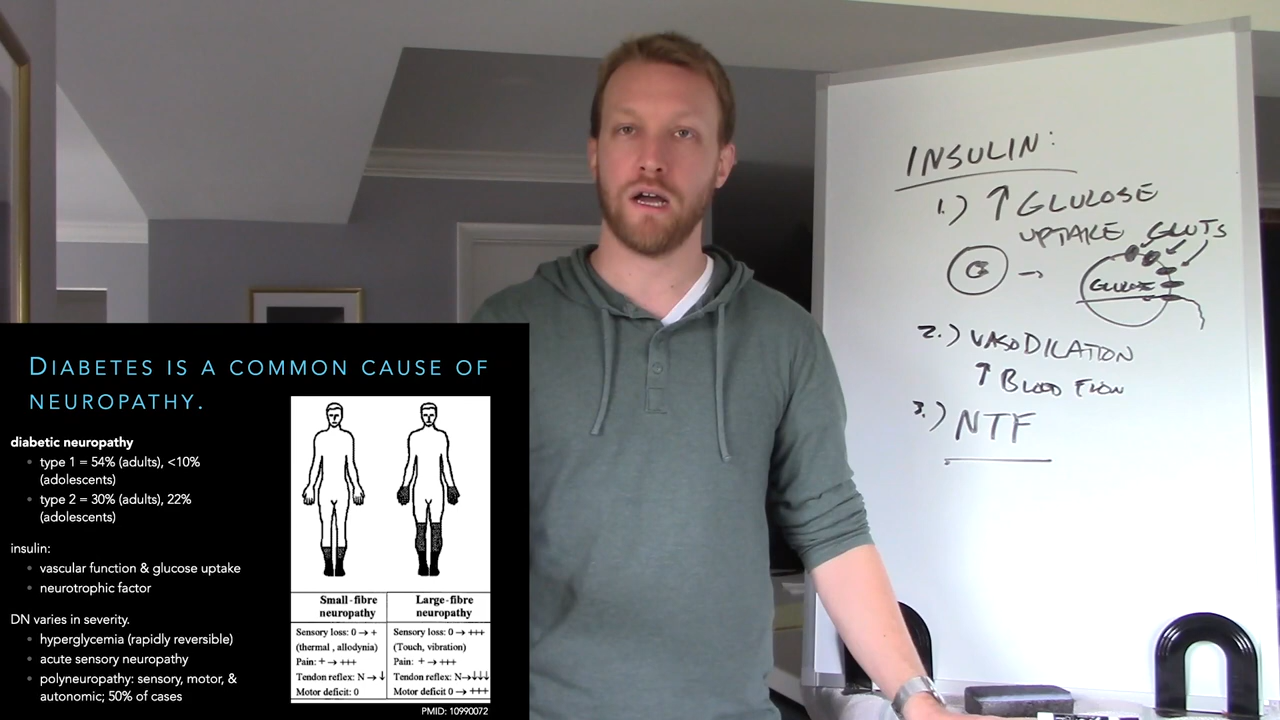 DIABETES IS A COMMON CAUSE OF
NEUROPATHY.
diabetic neuropathy
• type 1 = 54% (adults), <10%
(adolescents)
• type 2 = 30% (adults), 22%
(adolescents)
insulin:
• vascular function & glucose uptake
• neurotrophic factor
DN varies in severity.
• hyperglycemia (rapidly reversible)
• acute sensory neuropathy
• polyneuropathy: sensory, motor, &
autonomic; 50% of cases
Small-fibre
neuropathy
Sensory loss: 0 → +
(thermal , allodynia)
Pain: + → +++
Tendon reflex: N → ↓
Motor deficit: 0
Large-fibre
neuropathy
Sensory loss: 0 → +++
(Touch, vibration)
Pain: + → +++
Tendon reflex: N→↓↓↓
Motor deficit 0 → +++
PMID: 10990072
INSULIN:
1.) ↑ GLULOSE
UPTAKE GLUTS
GLULOSE
2.) VASODILATION
↑ BLOOD FLOW
3.) NTF